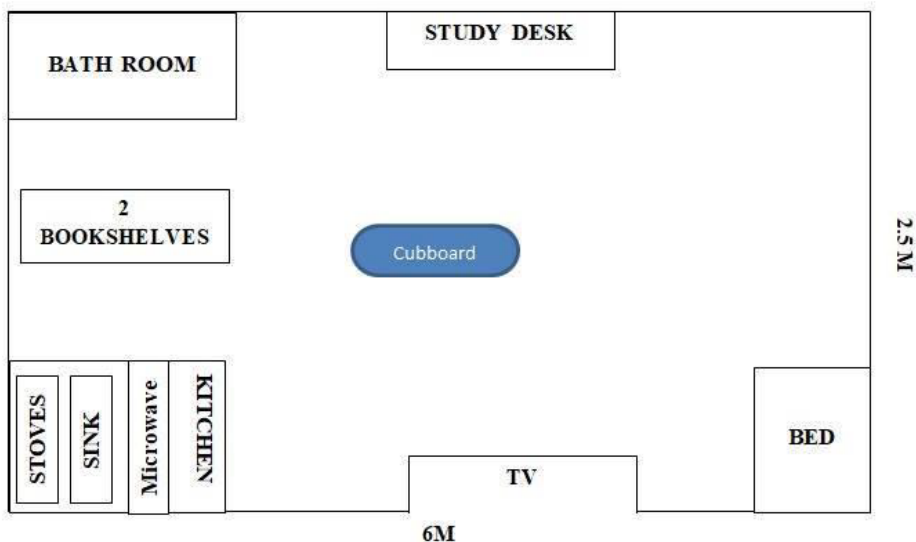 STUDY DESK
BATH ROOM
2
BOOKSHELVES
Cubboard
2.5 M
STOVES
SINK
Microwave
KITCHEN
BED
TV
6M